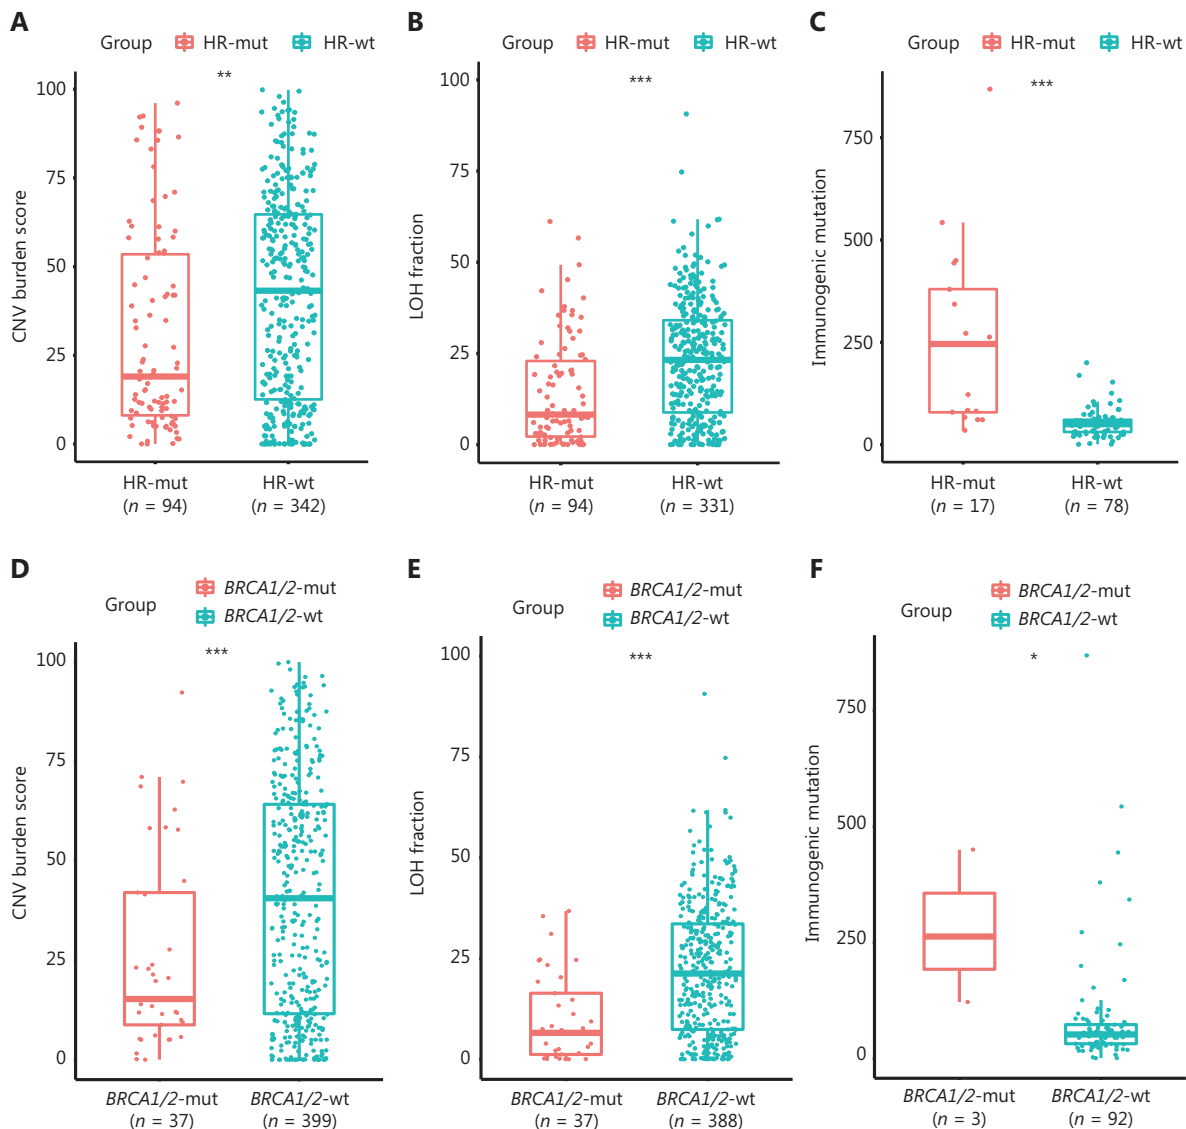 A
Group HR-mut HR-wt
**
CNV burden score
100
75
50
25
0
HR-mut HR-wt
(n = 94) (n = 342)
B
Group HR-mut HR-wt
***
LOH fraction
100
75
50
25
0
HR-mut HR-wt
(n = 94) (n = 331)
C
Group HR-mut HR-wt
***
Immunogenic mutation
750
500
250
0
HR-mut HR-wt
(n = 17) (n = 78)
D
Group
BRCA1/2-mut
BRCA1/2-wt
***
CNV burden score
100
75
50
25
0
BRCA1/2-mut BRCA1/2-wt
(n = 37) (n = 399)
E
Group
BRCA1/2-mut
BRCA1/2-wt
***
LOH fraction
100
75
50
25
0
BRCA1/2-mut BRCA1/2-wt
(n = 37) (n = 388)
F
Group
BRCA1/2-mut
BRCA1/2-wt
*
Immunogenic mutation
750
500
250
0
BRCA1/2-mut BRCA1/2-wt
(n = 3) (n = 92)